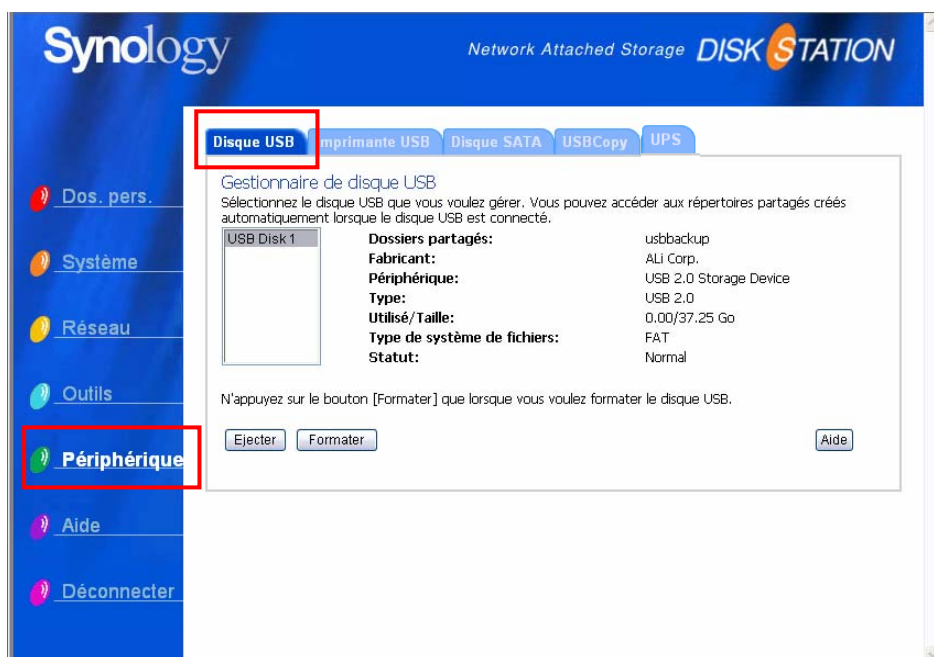 Synology
Network Attached Storage DISK STATION
Disque USB
Imprimante USB
Disque SATA
USBCopy
UPS
Dos. pers.
Système
Réseau
Outils
Périphérique
Aide
Déconnecter
Gestionnaire de disque USB
Sélectionnez le disque USB que vous voulez gérer. Vous pouvez accéder aux répertoires partagés créés
automatiquement lorsque le disque USB est connecté.
USB Disk 1
Dossiers partagés: usbbackup
Fabricant: ALi Corp.
Périphérique: USB 2.0 Storage Device
Type: USB 2.0
Utilisé/Taille: 0.00/37.25 Go
Type de système de fichiers: FAT
Statut: Normal
N'appuyez sur le bouton [Formater] que lorsque vous voulez formater le disque USB.
Ejecter
Formater
Aide